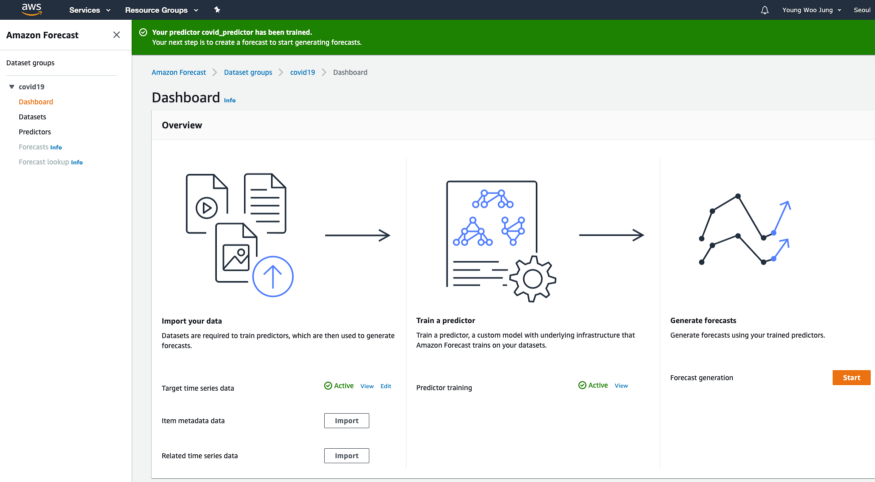 aws
Services
Resource Groups
Young Woo Jung
Seoul
Amazon Forecast
Dataset groups
covid19
Dashboard
Datasets
Predictors
Forecasts Info
Forecast lookup Info
Your predictor covid_predictor has been trained.
Your next step is to create a forecast to start generating forecasts.
Amazon Forecast > Dataset groups > covid19 > Dashboard
Dashboard Info
Overview
Import your data
Datasets are required to train predictors, which are then used to generate
forecasts.
Target time series data
Active View Edit
Item metadata data
Import
Related time series data
Import
Train a predictor
Train a predictor, a custom model with underlying infrastructure that
Amazon Forecast trains on your datasets.
Predictor training
Active View
Generate forecasts
Generate forecasts using your trained predictors.
Forecast generation
Start